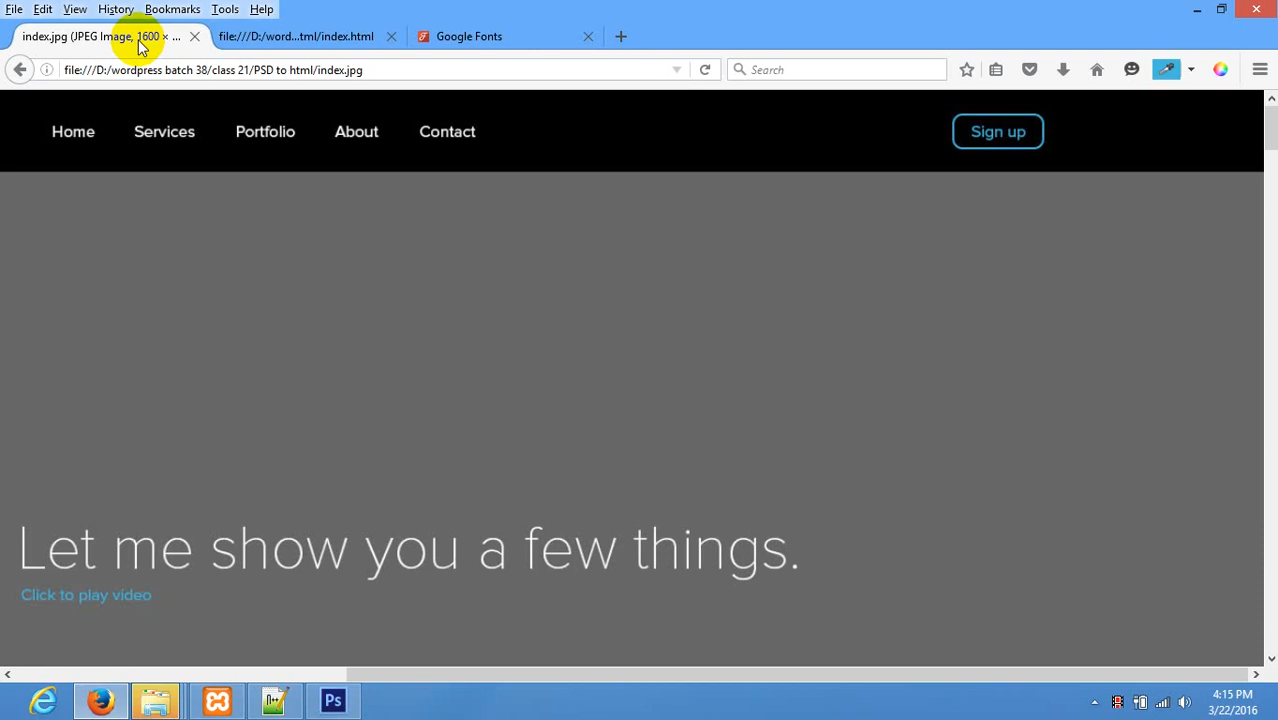 File Edit View History Bookmarks Tools Help
index.jpg (JPEG Image, 1600 × ... file:///D:/word...tml/index.html Google Fonts
file:///D:/wordpress batch 38/class 21/PSD to html/index.jpg Search
Home Services Portfolio About Contact Sign up
Let me show you a few things.
Click to play video
Ps
4:15 PM
3/22/2016